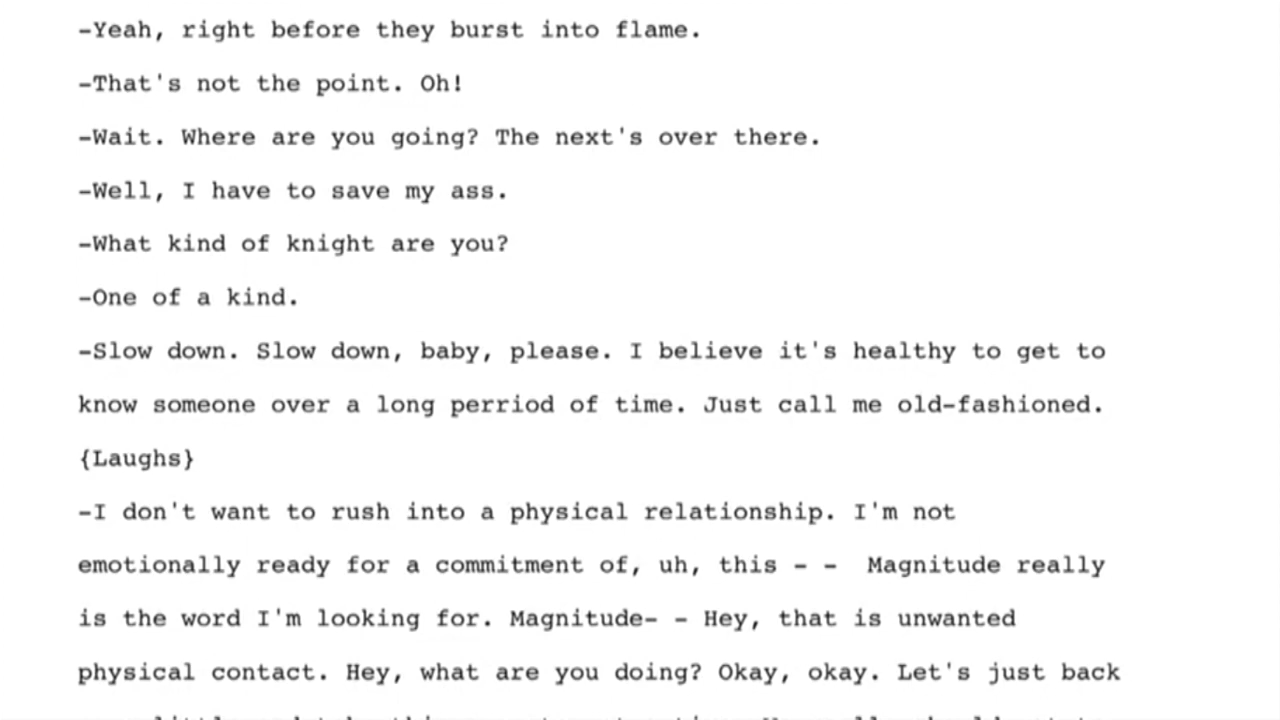 -Yeah, right before they burst into flame.
-That's not the point. Oh!
-Wait. Where are you going? The next's over there.
-Well, I have to save my ass.
-What kind of knight are you?
-One of a kind.
-Slow down. Slow down, baby, please. I believe it's healthy to get to
know someone over a long perriod of time. Just call me old-fashioned.
{Laughs}
-I don't want to rush into a physical relationship. I'm not
emotionally ready for a commitment of, uh, this - -  Magnitude really
is the word I'm looking for. Magnitude- - Hey, that is unwanted
physical contact. Hey, what are you doing? Okay, okay. Let's just back